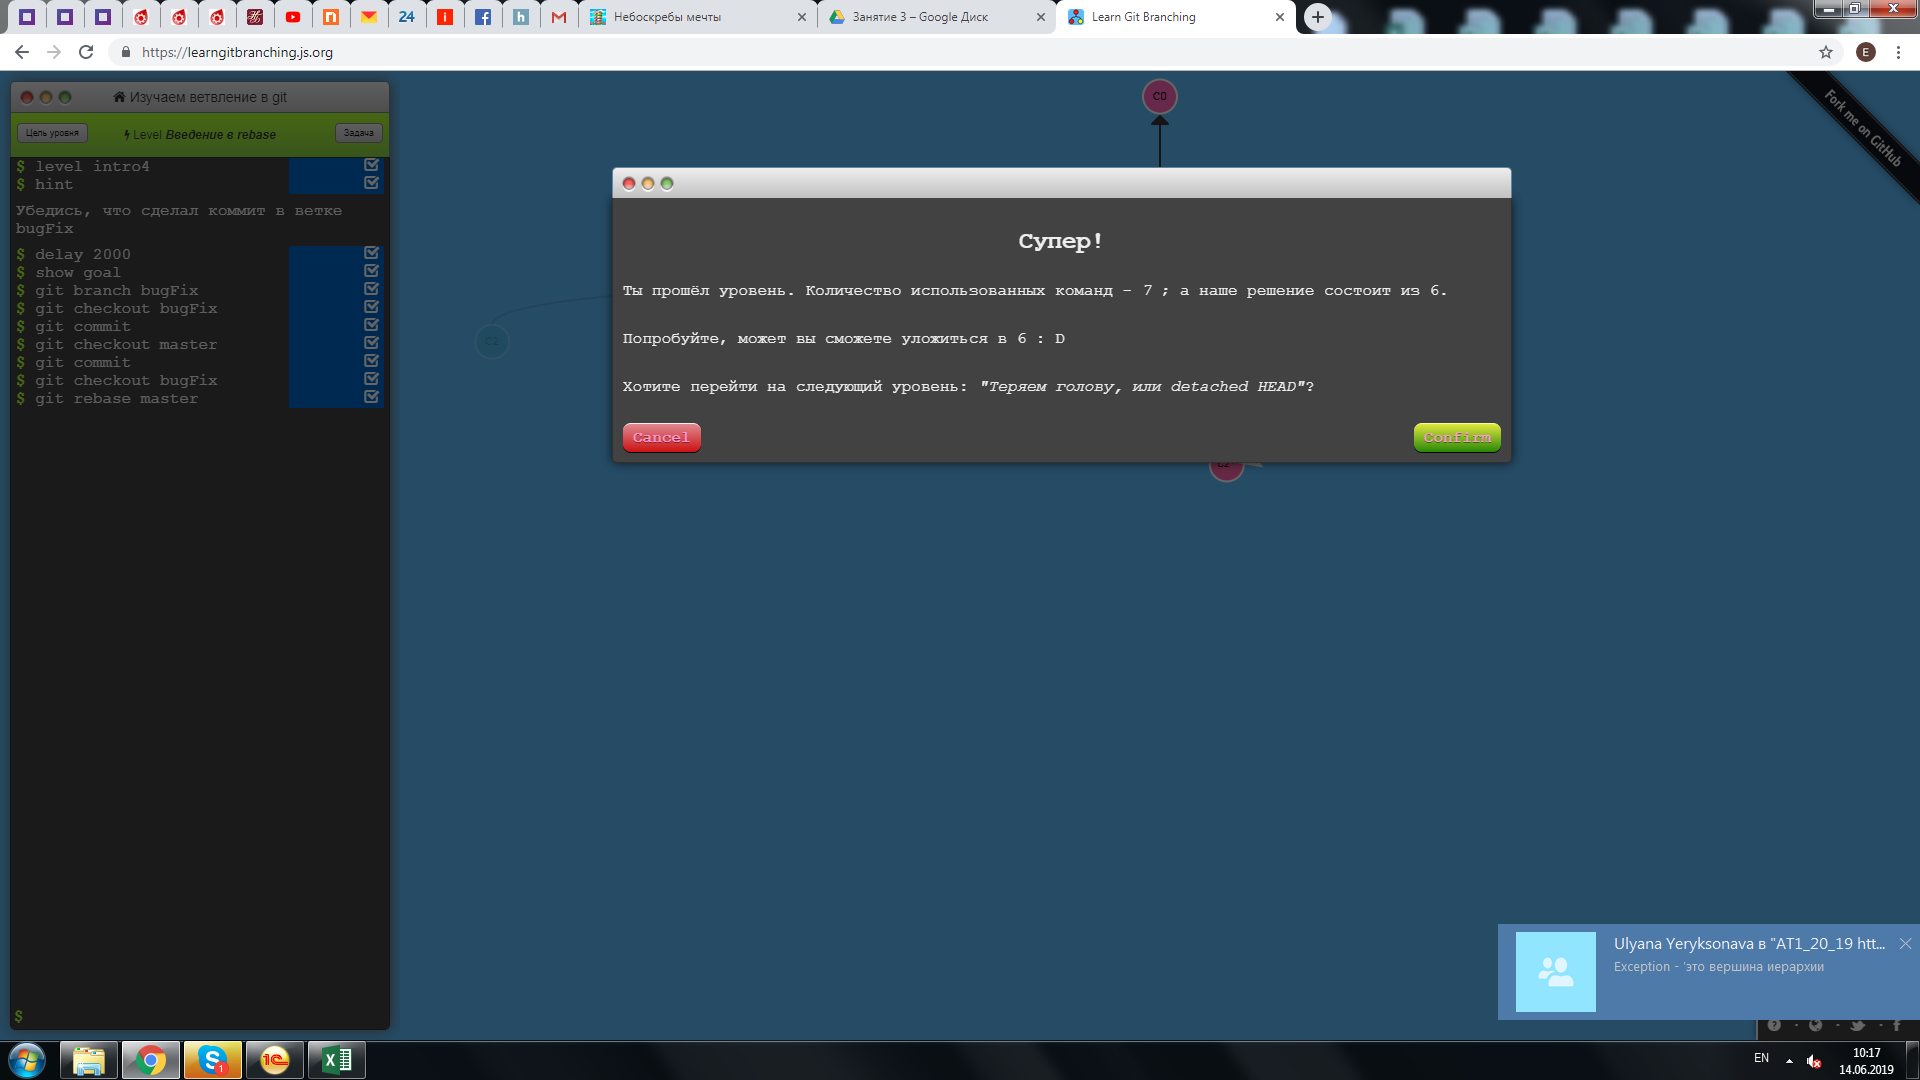 24
Небоскребы мечты
Занятие 3 – Google Диск
Learn Git Branching
https://learngitbranching.js.org
E
Изучаем ветвление в git
Цель уровня
Level Введение в rebase
Задача
$ level intro4
$ hint
Убедись, что сделал коммит в ветке
bugFix
$ delay 2000
$ show goal
$ git branch bugFix
$ git checkout bugFix
$ git commit
$ git checkout master
$ git commit
$ git checkout bugFix
$ git rebase master
$
C0
C2
Fork me on GitHub
Супер!
Ты прошёл уровень. Количество использованных команд – 7 ; а наше решение состоит из 6.
Попробуйте, может вы сможете уложиться в 6 : D
Хотите перейти на следующий уровень: "Теряем голову, или detached HEAD"?
Cancel
Confirm
Ulyana Yeryksonava в "AT1_20_19 htt...
Exception - 'это вершина иерархии
1
EN
10:17
14.06.2019